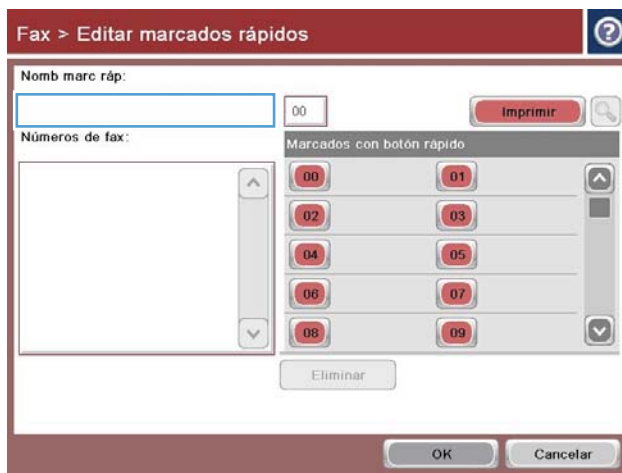 Fax > Editar marcados rápidos
?
Nomb marc ráp:
00
Imprimir
Números de fax:
Marcados con botón rápido
00 01
02 03
04 05
06 07
08 09
Eliminar
OK Cancelar